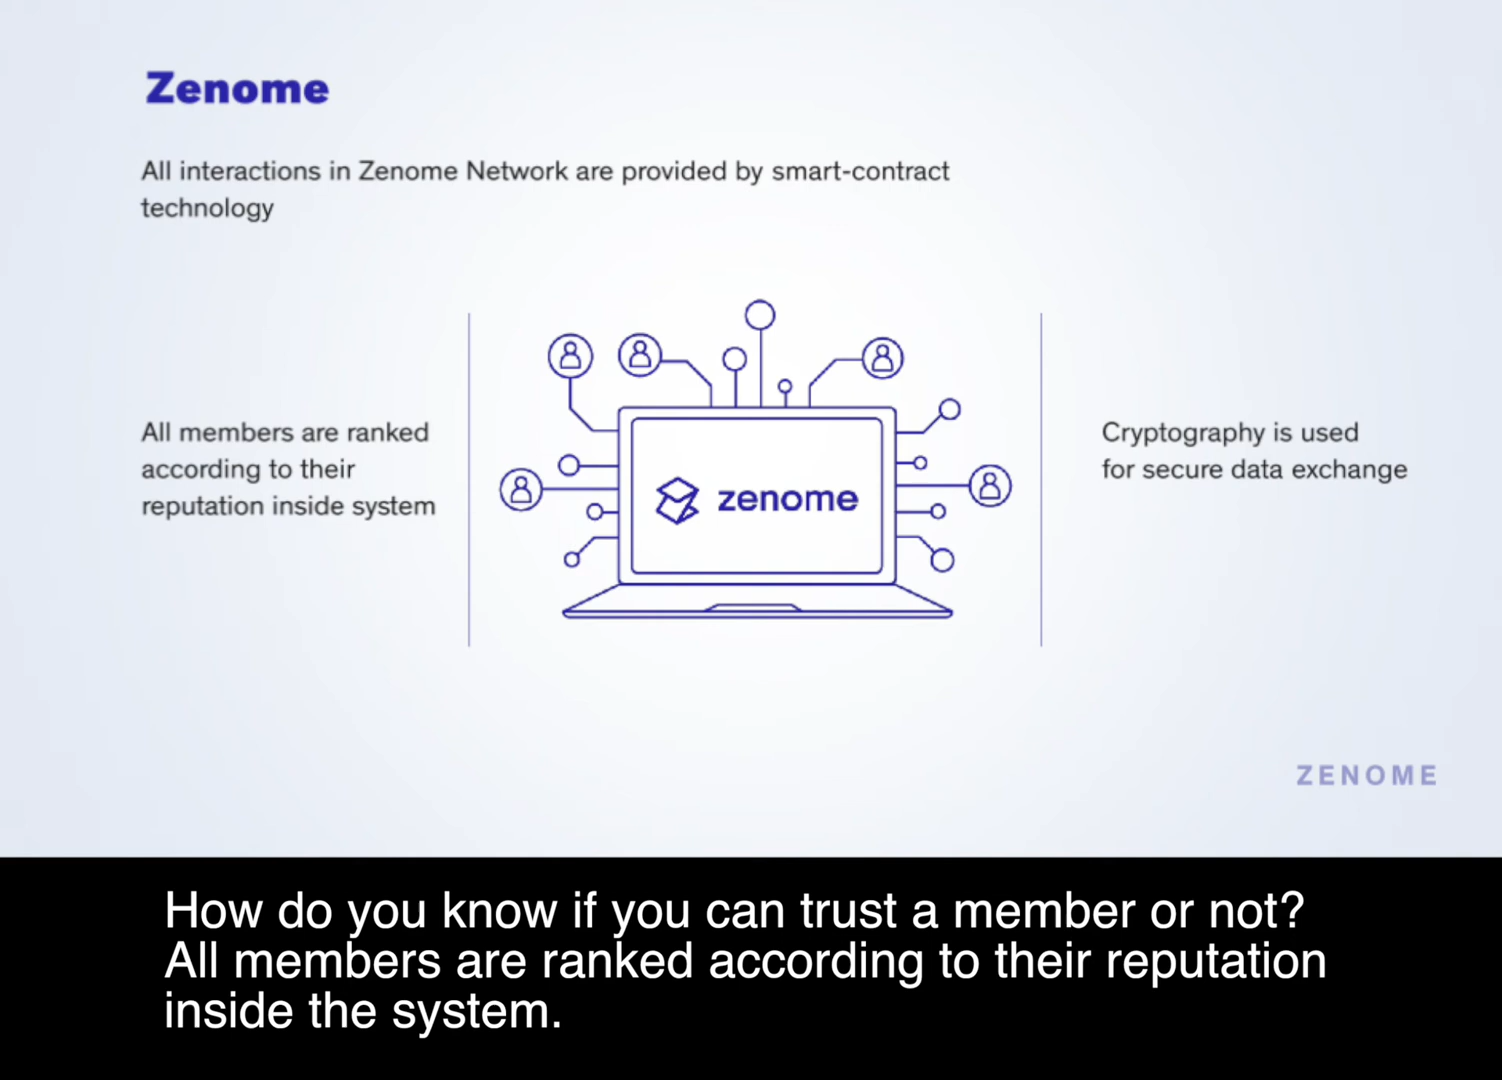 Zenome
All interactions in Zenome Network are provided by smart-contract
technology
All members are ranked
according to their
reputation inside system
zenome
Cryptography is used
for secure data exchange
ZENOME
How do you know if you can trust a member or not?
All members are ranked according to their reputation
inside the system.